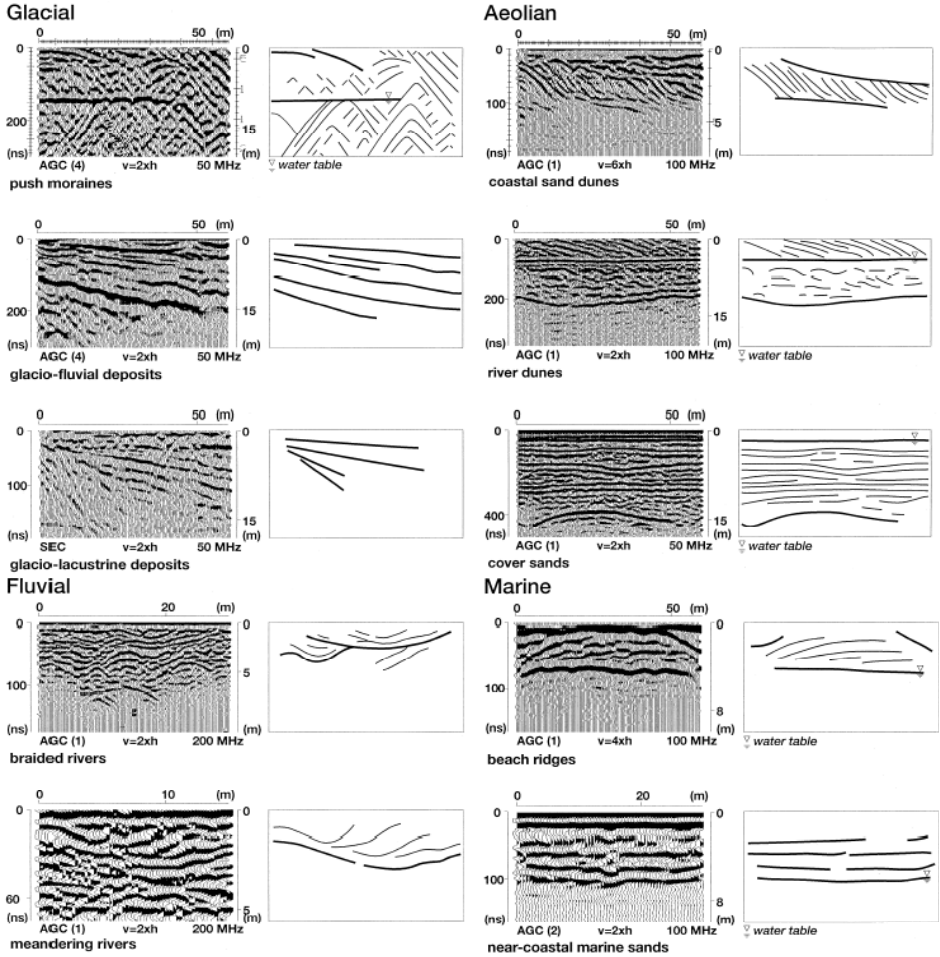 Glacial
0 50 (m)
0 0
200 15
(ns) (m)
AGC (4) v=2xh 50 MHz
water table
push moraines
0 50 (m)
0 0
200 15
(ns) (m)
AGC (4) v=2xh 50 MHz
glacio-fluvial deposits
0 50 (m)
0 0
100
15
(ns) (m)
SEC v=2xh 50 MHz
glacio-lacustrine deposits
Fluvial
0 20 (m)
0 0
5
100
(ns) (m)
AGC (1) v=2xh 200 MHz
braided rivers
0 10 (m)
0 0
60
5
(ns) (m)
AGC (1) v=2xh 200 MHz
meandering rivers
Aeolian
0 50 (m)
0 0
100
5
(ns) (m)
AGC (1) v=6xh 100 MHz
coastal sand dunes
0 50 (m)
0 0
200
15
(ns) (m)
AGC (1) v=2xh 100 MHz
water table
river dunes
0 50 (m)
0 0
400 15
(ns) (m)
AGC (1) v=2xh 50 MHz
water table
cover sands
Marine
0 50 (m)
0 0
100
8
(ns) (m)
AGC (1) v=4xh 100 MHz
water table
beach ridges
0 20 (m)
0 0
100
8
(ns) (m)
AGC (2) v=2xh 100 MHz
water table
near-coastal marine sands